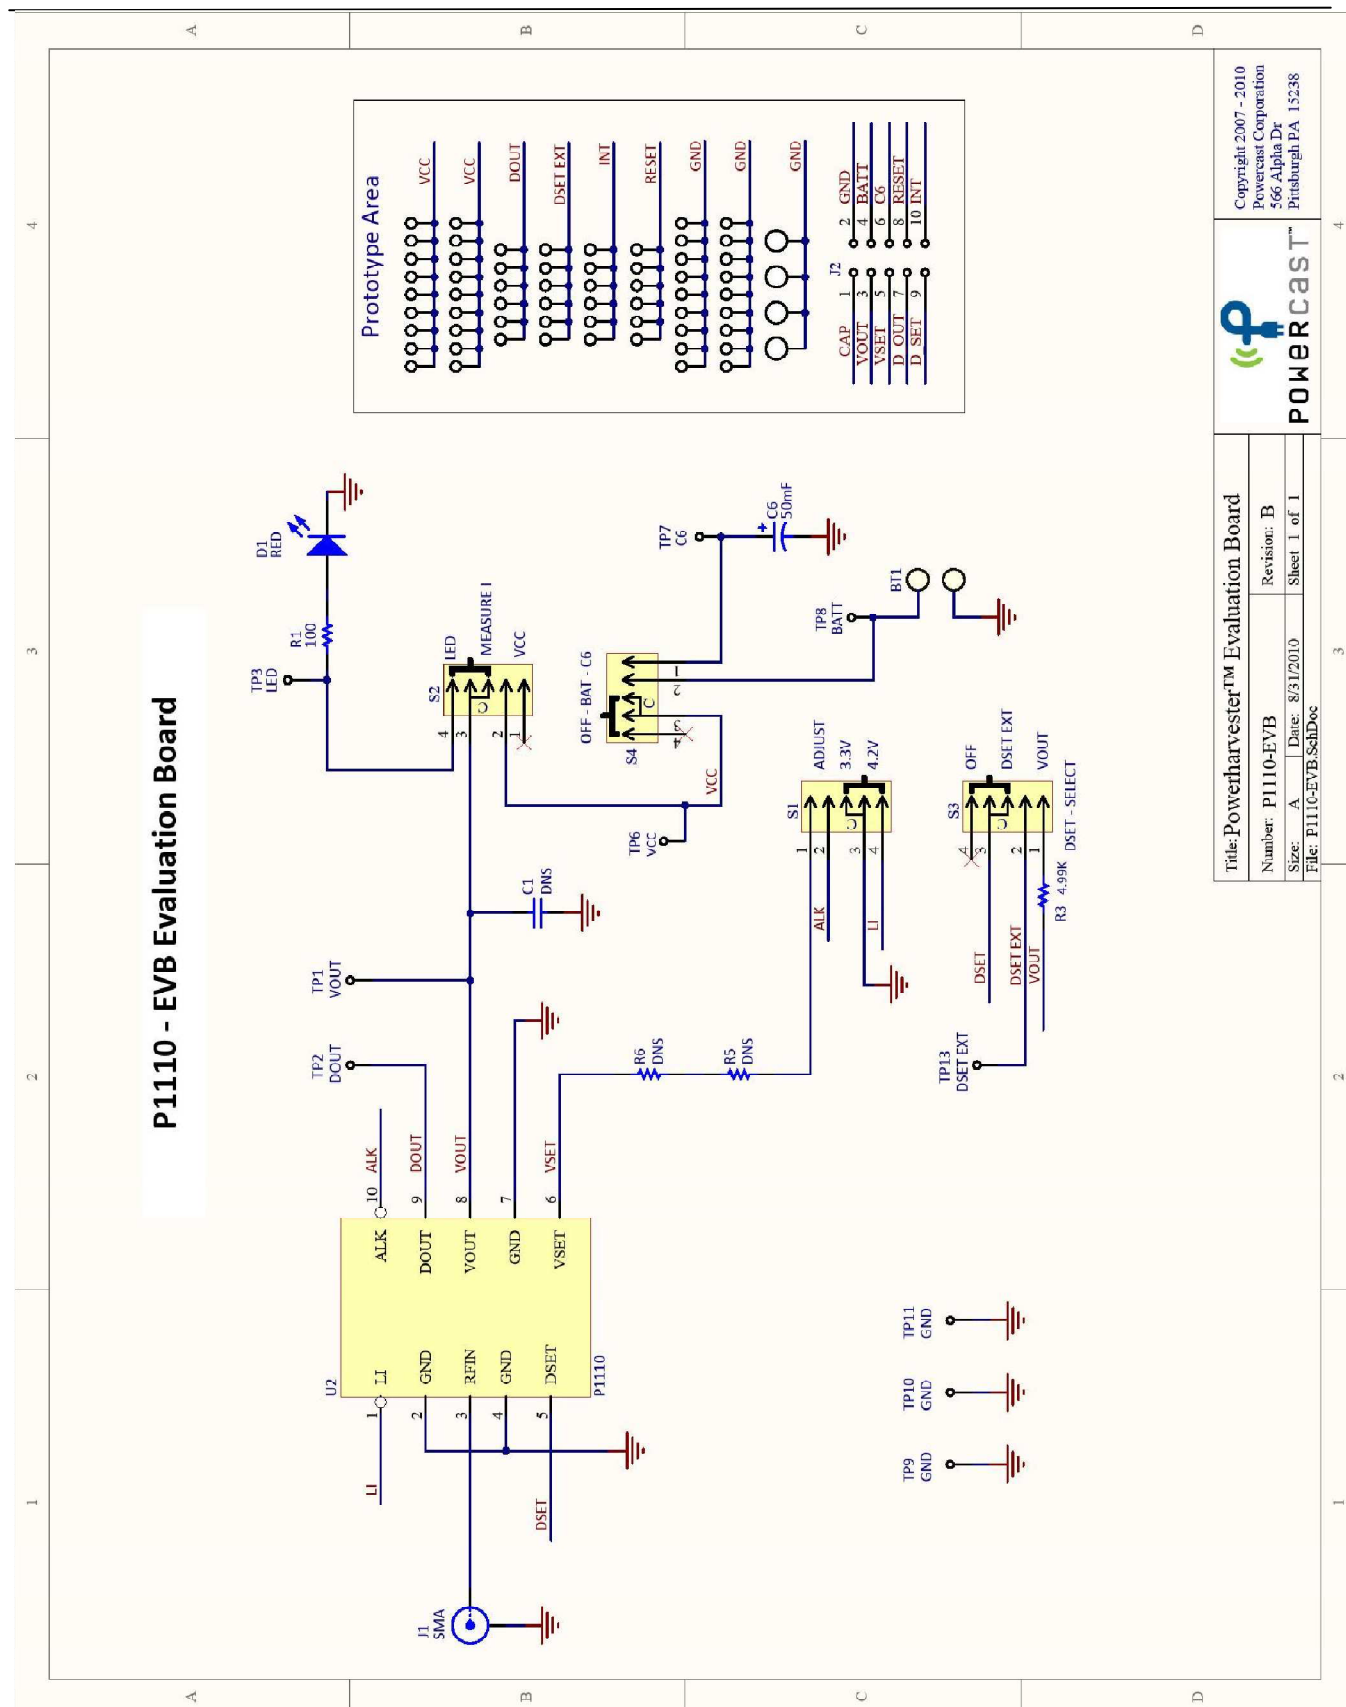 P1110 - EVB Evaluation Board
1
2
3
4
A
B
C
D
J1
SMA
LI
DSET
U2
P1110
1
2
3
4
5
LI
GND
RFIN
GND
DSET
ALK
DOUT
VOUT
GND
VSET
10
9
8
7
6
ALK
DOUT
VOUT
VSET
TP2
DOUT
TP1
VOUT
C1
DNS
R6
DNS
R5
DNS
TP3
LED
R1
100
D1
RED
S2
4
3
2
1
C
LED
MEASURE I
VCC
TP6
VCC
VCC
OFF - BAT - C6
S4
4
3
2
1
C
TP7
C6
C6
50mF
+
TP8
BATT
BT1
S1
1
2
3
4
C
ADJUST
3.3V
4.2V
ALK
LI
S3
4
3
2
1
C
OFF
DSET EXT
VOUT
DSET - SELECT
DSET
DSET EXT
VOUT
R3 4.99K
TP13
DSET EXT
TP9
GND
TP10
GND
TP11
GND
Prototype Area
VCC
VCC
DOUT
DSET EXT
INT
RESET
GND
GND
GND
J2
CAP 1 2 GND
VOUT 3 4 BATT
VSET 5 6 C6
D OUT 7 8 RESET
D SET 9 10 INT
Title: Powerharvester™ Evaluation Board
Number: P1110-EVB Revision: B
Size: A Date: 8/31/2010 Sheet 1 of 1
File: P1110-EVB.SchDoc
POWERCAST™
Copyright 2007 - 2010
Powercast Corporation
566 Alpha Dr
Pittsburgh PA 15238
A
B
C
D
1
2
3
4